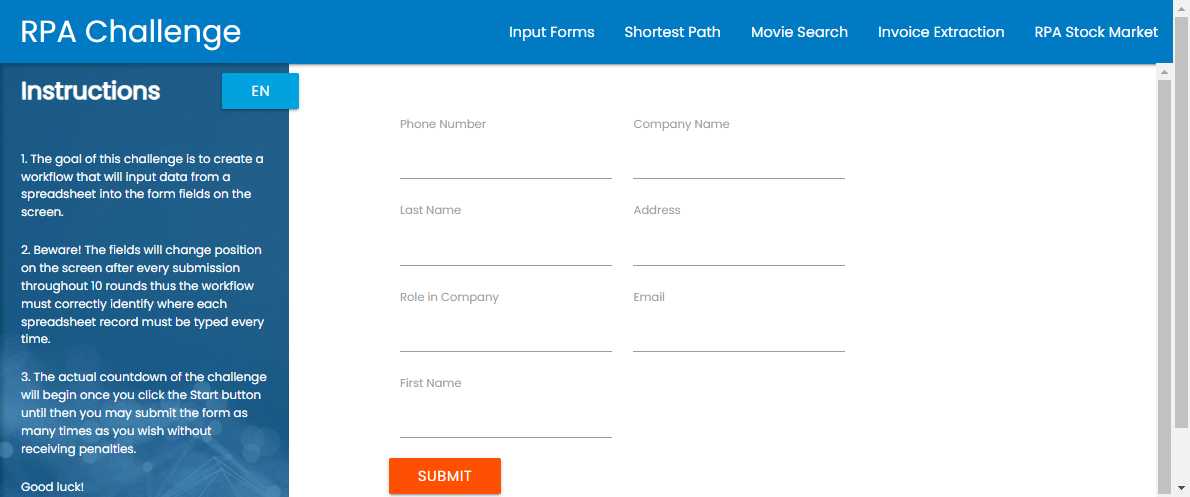 RPA Challenge
Input Forms
Shortest Path
Movie Search
Invoice Extraction
RPA Stock Market
Instructions
EN
1. The goal of this challenge is to create a
workflow that will input data from a
spreadsheet into the form fields on the
screen.
2. Beware! The fields will change position
on the screen after every submission
throughout 10 rounds thus the workflow
must correctly identify where each
spreadsheet record must be typed every
time.
3. The actual countdown of the challenge
will begin once you click the Start button
until then you may submit the form as
many times as you wish without
receiving penalties.
Good luck!
Phone Number
Company Name
Last Name
Address
Role in Company
Email
First Name
SUBMIT